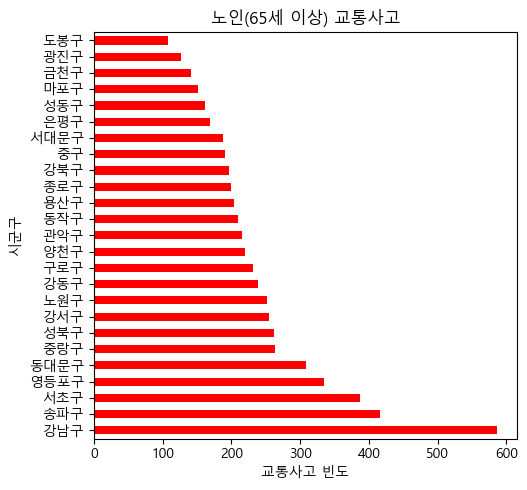 노인(65세 이상) 교통사고
도봉구
광진구
금천구
마포구
성동구
은평구
서대문구
중구
강북구
종로구
용산구
동작구
관악구
양천구
구로구
강동구
노원구
강서구
성북구
중랑구
동대문구
영등포구
서초구
송파구
강남구
시군구
0 100 200 300 400 500 600
교통사고 빈도